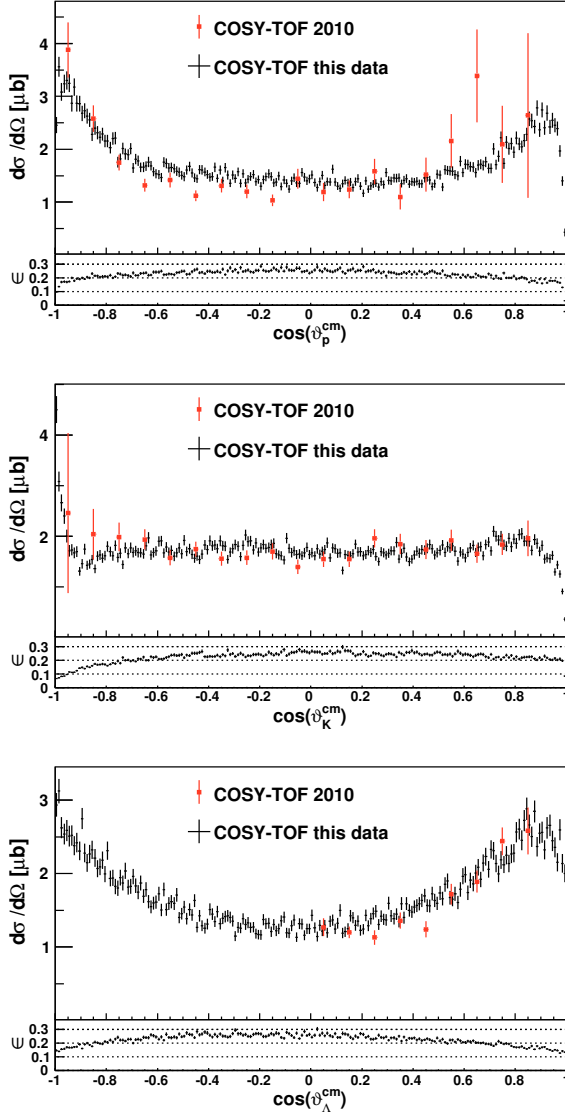 4
3
2
1
COSY-TOF 2010
COSY-TOF this data
dσ/dΩ [μb]
0.3
0.2
0.1
0
∈
-1 -0.8 -0.6 -0.4 -0.2 0 0.2 0.4 0.6 0.8 1
cos(ϑ_p^cm)
4
2
COSY-TOF 2010
COSY-TOF this data
dσ/dΩ [μb]
0.3
0.2
0.1
0
∈
-1 -0.8 -0.6 -0.4 -0.2 0 0.2 0.4 0.6 0.8 1
cos(ϑ_K^cm)
3
2
1
COSY-TOF 2010
COSY-TOF this data
dσ/dΩ [μb]
0.3
0.2
0.1
0
∈
-1 -0.8 -0.6 -0.4 -0.2 0 0.2 0.4 0.6 0.8 1
cos(ϑ_Λ^cm)